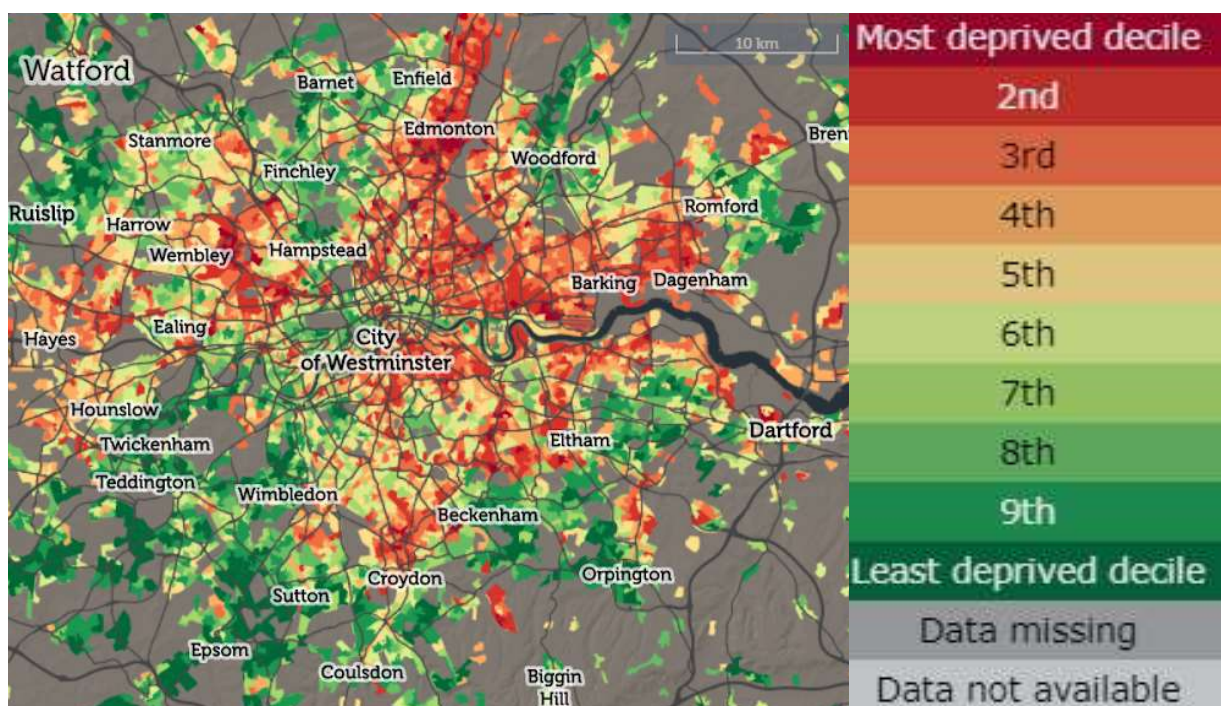 10 km
Watford
Barnet
Enfield
Edmonton
Stanmore
Woodford
Finchley
Brent
Ruislip
Harrow
Romford
Wembley
Hampstead
Barking
Dagenham
Ealing
Hayes
City
of Westminster
Hounslow
Twickenham
Eltham
Dartford
Teddington
Wimbledon
Beckenham
Croydon
Orpington
Sutton
Epsom
Coulsdon
Biggin
Hill
Most deprived decile
2nd
3rd
4th
5th
6th
7th
8th
9th
Least deprived decile
Data missing
Data not available